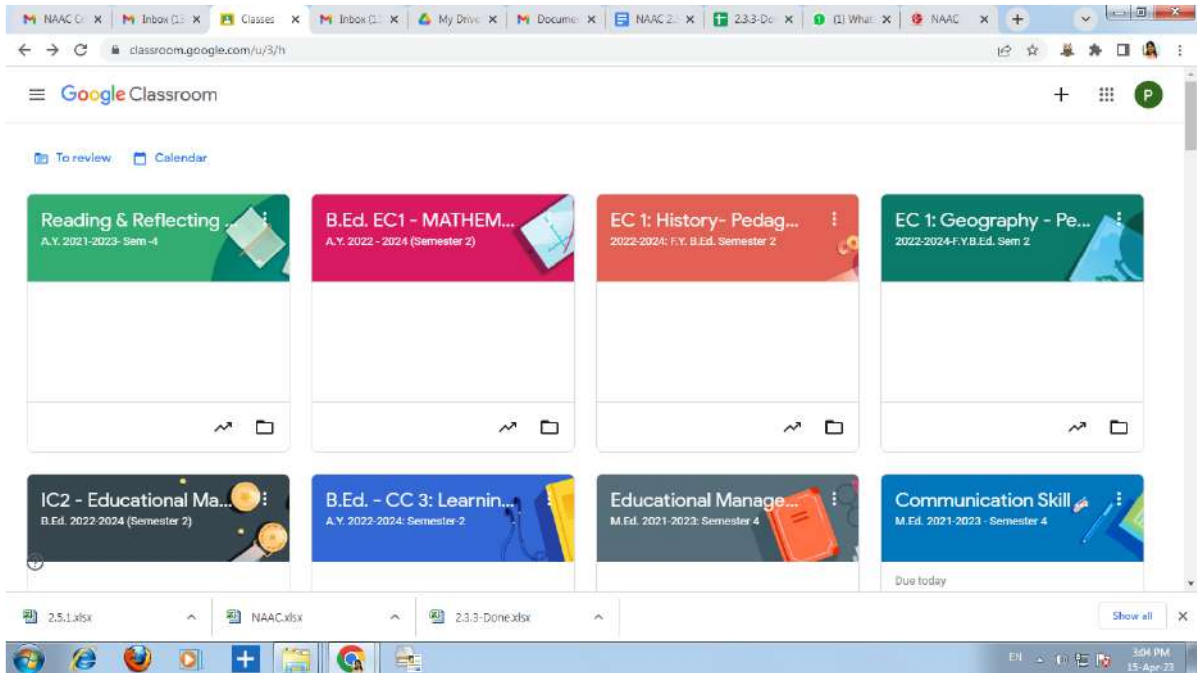 NAAC C
Inbox (1
Classes
Inbox (1
My Drive
Docume
NAAC 2.
2.3.3-Do
(1) What
NAAC
classroom.google.com/u/3/h
Google Classroom
P
To review
Calendar
Reading & Reflecting ...
A.Y. 2021-2023- Sem -4
B.Ed. EC1 - MATHEM...
A.Y. 2022 - 2024 (Semester 2)
EC 1: History- Pedag...
2022-2024: F.Y. B.Ed. Semester 2
EC 1: Geography - Pe...
2022-2024-F.Y.B.Ed. Sem 2
IC2 - Educational Ma...
B.Ed. 2022-2024 (Semester 2)
B.Ed. - CC 3: Learnin...
A.Y. 2022-2024: Semester-2
Educational Manage...
M.Ed. 2021-2023: Semester 4
Communication Skill
M.Ed. 2021-2023 - Semester 4
Due today
2.5.1.xlsx
NAAC.xlsx
2.3.3-Done.xlsx
Show all
EN
3:04 PM
15-Apr-23